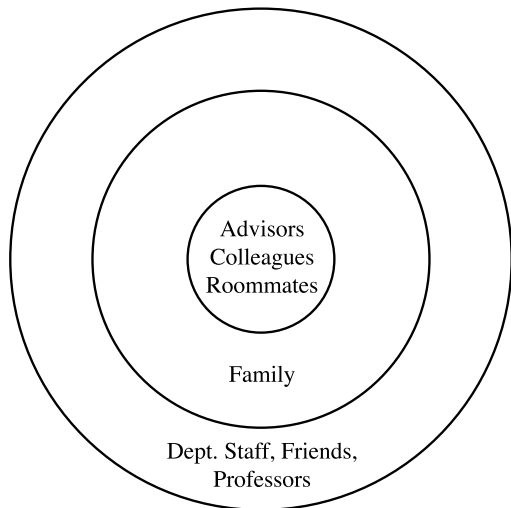 Advisors
Colleagues
Roommates
Family
Dept. Staff, Friends,
Professors